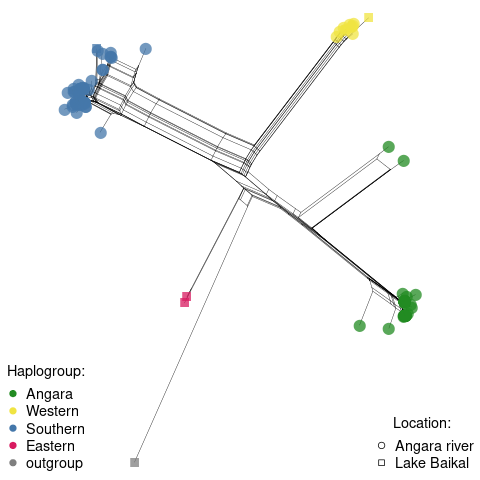 Haplogroup:
Angara
Western
Southern
Eastern
outgroup
Location:
Angara river
Lake Baikal